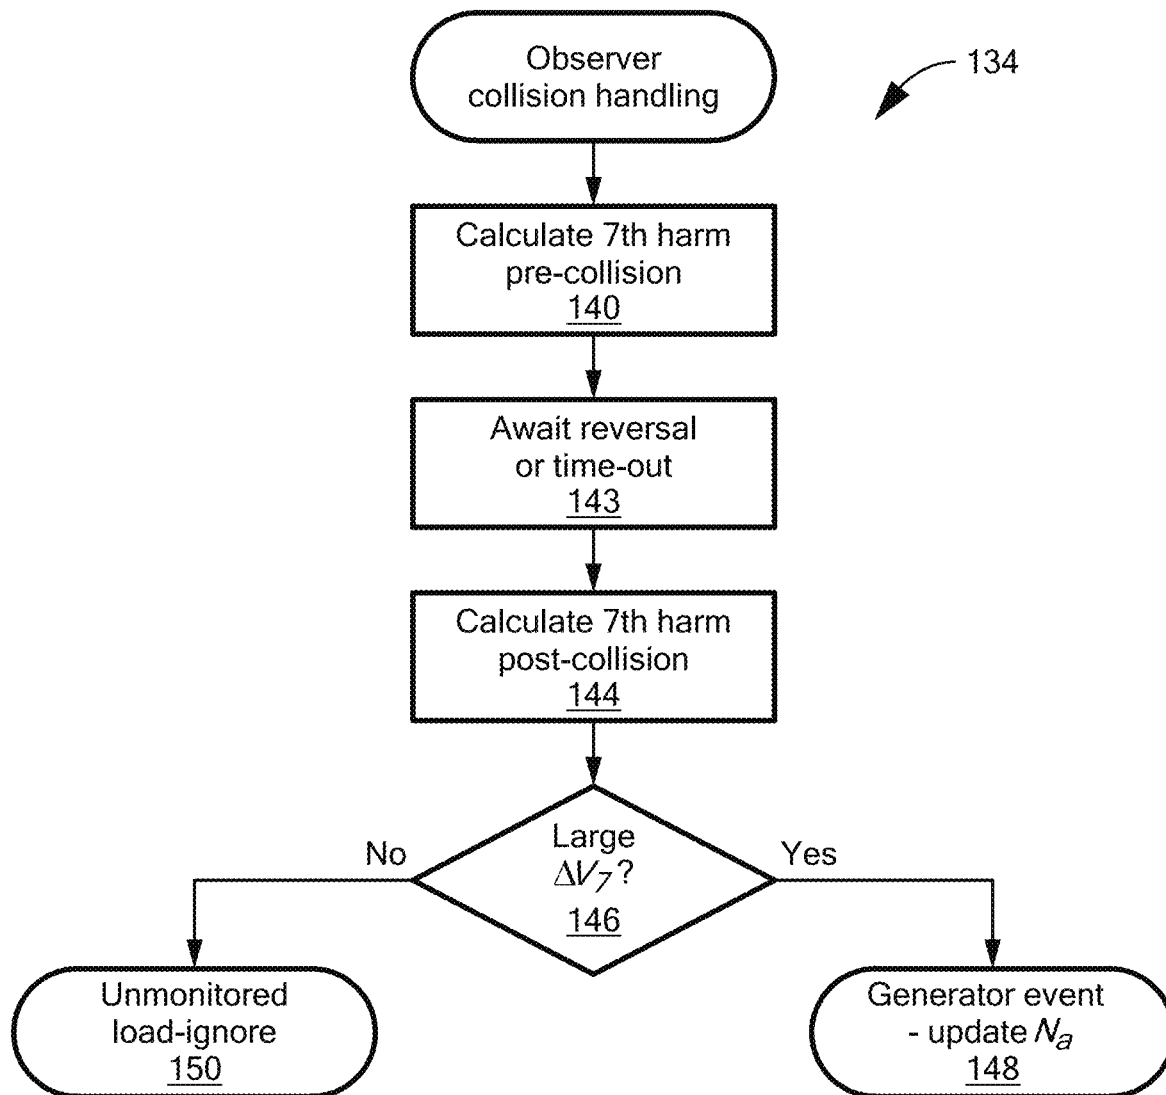 Observer
collision handling
134
Calculate 7th harm
pre-collision
140
Await reversal
or time-out
143
Calculate 7th harm
post-collision
144
Large
ΔV7?
146
No
Yes
Unmonitored
load-ignore
150
Generator event
- update Na
148